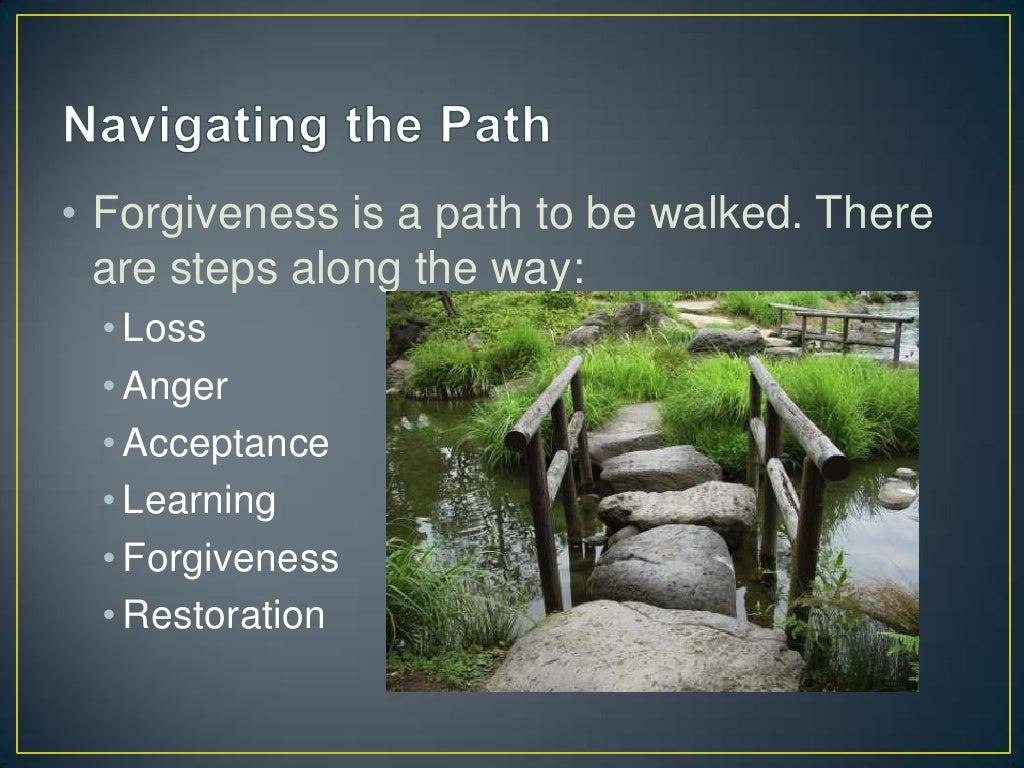 Navigating the Path
• Forgiveness is a path to be walked. There
are steps along the way:
• Loss
• Anger
• Acceptance
• Learning
• Forgiveness
• Restoration